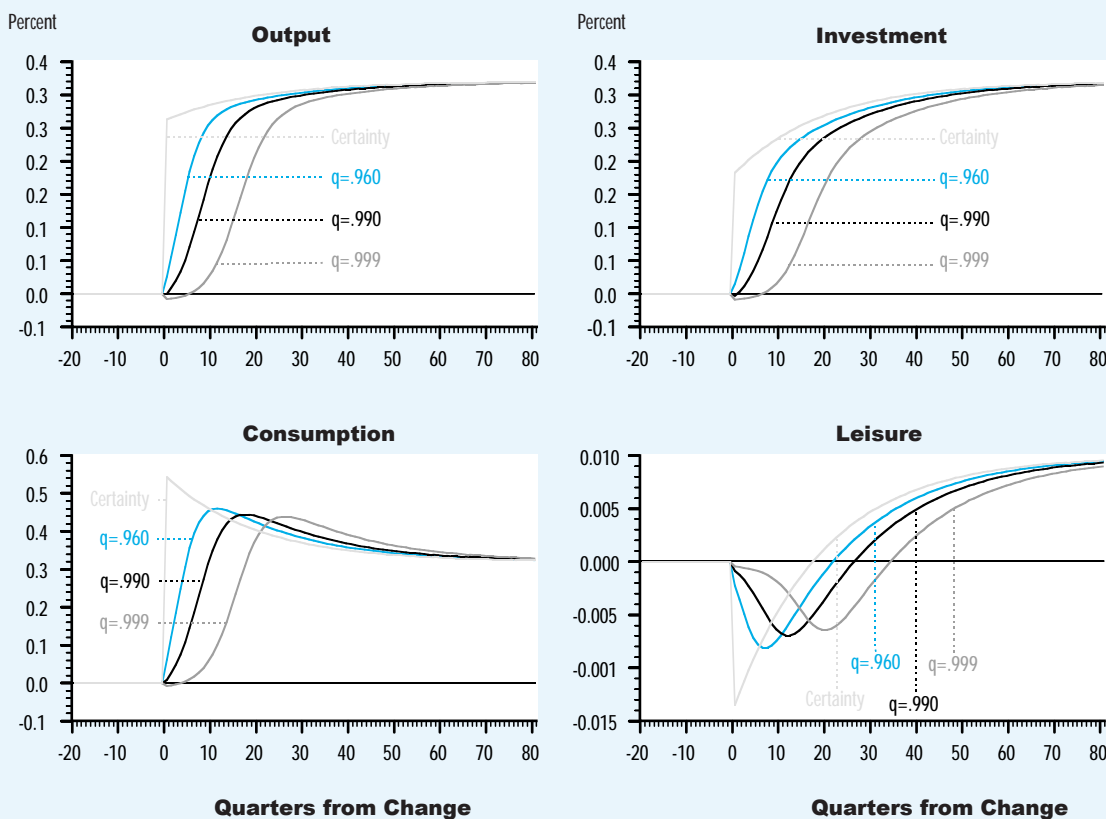 Percent
Output
0.4
0.3
0.3
0.2
0.2
0.1
0.1
0.0
-0.1
Certainty
q=.960
q=.990
q=.999
-20 -10 0 10 20 30 40 50 60 70 80
Percent
Investment
0.4
0.3
0.3
0.2
0.2
0.1
0.1
0.0
-0.1
Certainty
q=.960
q=.990
q=.999
-20 -10 0 10 20 30 40 50 60 70 80
Consumption
0.6
0.5
0.5
0.4
0.3
0.2
0.1
0.0
-0.1
Certainty
q=.960
q=.990
q=.999
-20 -10 0 10 20 30 40 50 60 70 80
Quarters from Change
Leisure
0.010
0.005
0.000
-0.005
-0.001
-0.015
q=.960
q=.999
Certainty
q=.990
-20 -10 0 10 20 30 40 50 60 70 80
Quarters from Change